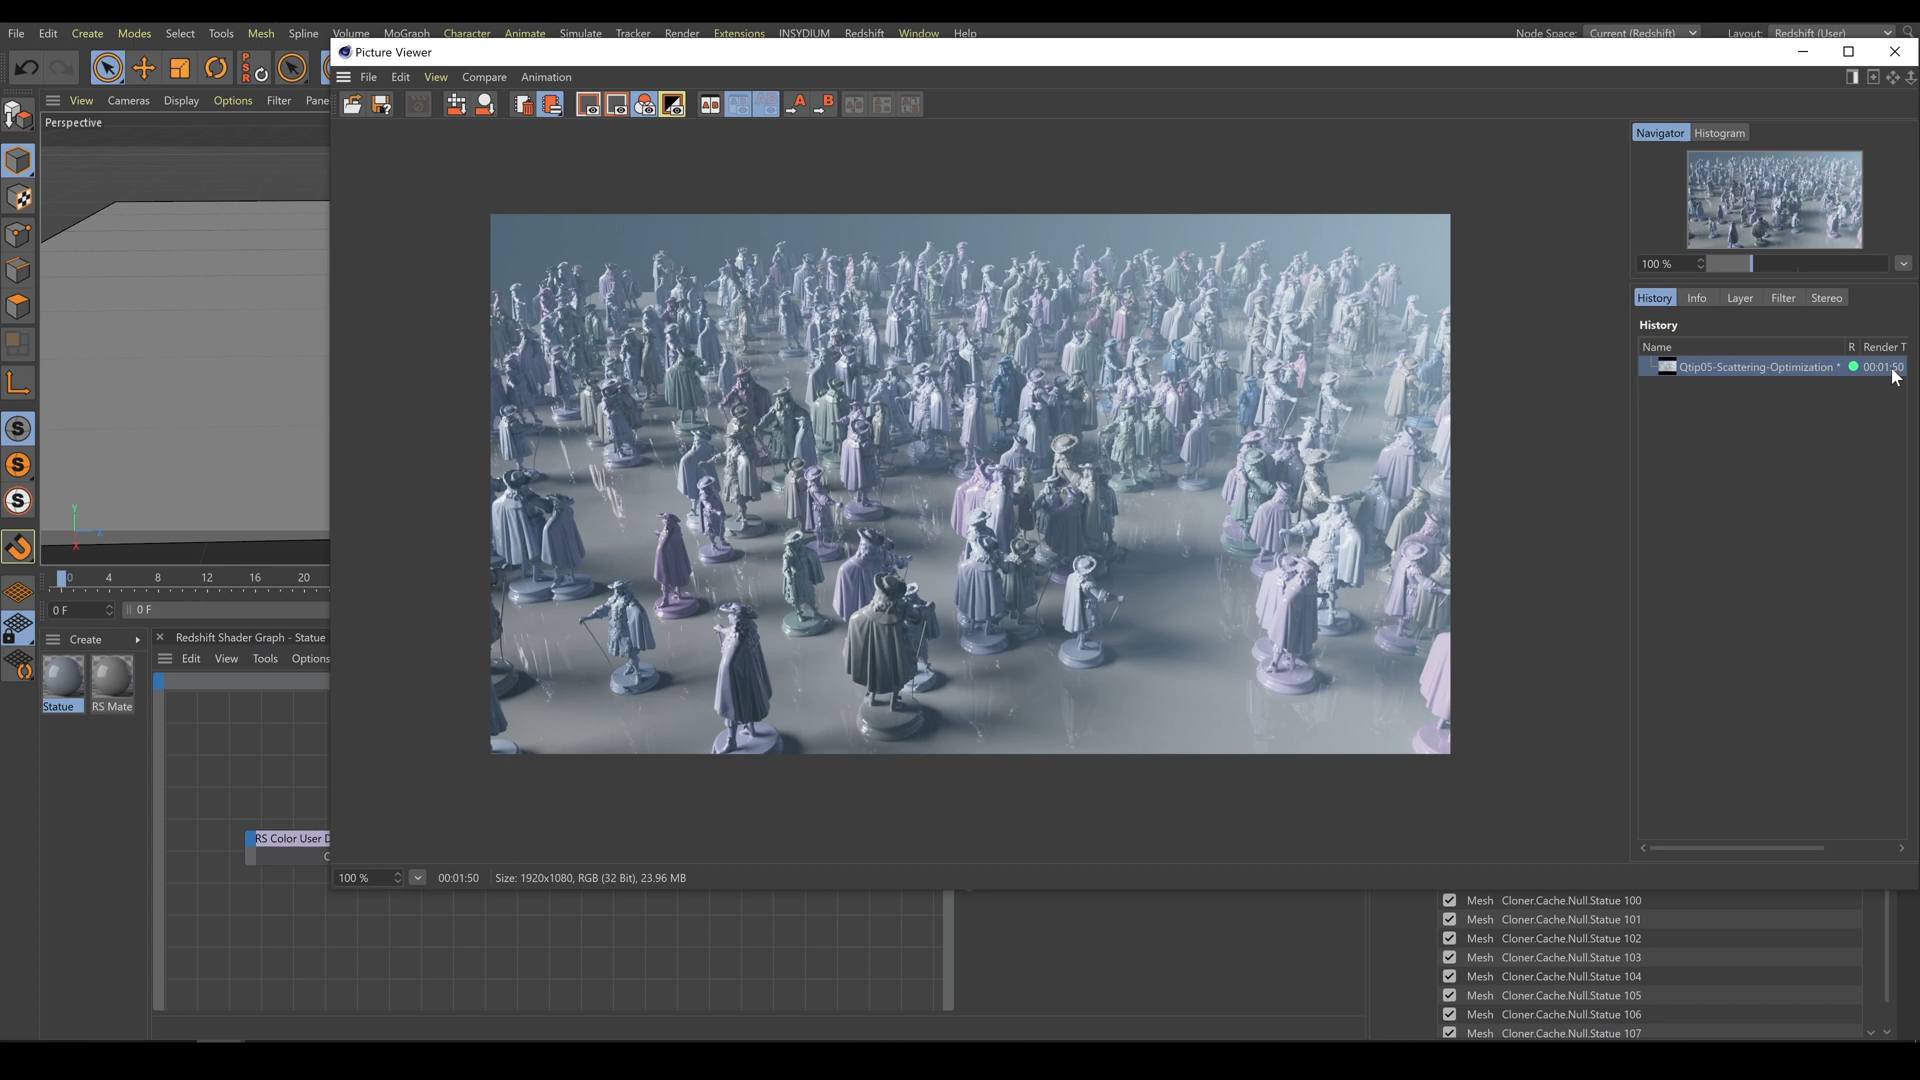 File Edit Create Modes Select Tools Mesh Spline Volume MoGraph Character Animate Simulate Tracker Render Extensions INSYDIUM Redshift Window Help Node Space: Current (Redshift) Layout: Redshift (User)
Picture Viewer
File Edit View Compare Animation
View Cameras Display Options Filter Pane
Perspective
Navigator Histogram
100 %
History Info Layer Filter Stereo
History
Name R Render T
Qtip05-Scattering-Optimization * 00:01:50
0 4 8 12 16 20
0 F 0 F
Create Redshift Shader Graph - Statue
Edit View Tools Options
Statue RS Mate
RS Color User D
C
100 % 00:01:50 Size: 1920x1080, RGB (32 Bit), 23.96 MB
Mesh Cloner.Cache.Null.Statue 100
Mesh Cloner.Cache.Null.Statue 101
Mesh Cloner.Cache.Null.Statue 102
Mesh Cloner.Cache.Null.Statue 103
Mesh Cloner.Cache.Null.Statue 104
Mesh Cloner.Cache.Null.Statue 105
Mesh Cloner.Cache.Null.Statue 106
Mesh Cloner.Cache.Null.Statue 107